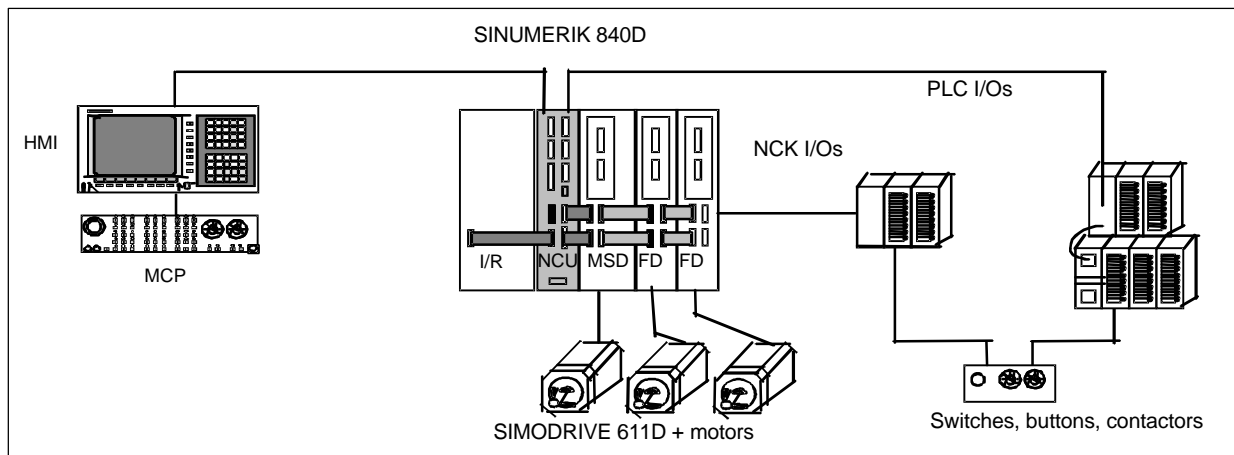 SINUMERIK 840D
PLC I/Os
HMI
NCK I/Os
I/R
NCU
MSD
FD
FD
MCP
SIMODRIVE 611D + motors
Switches, buttons, contactors